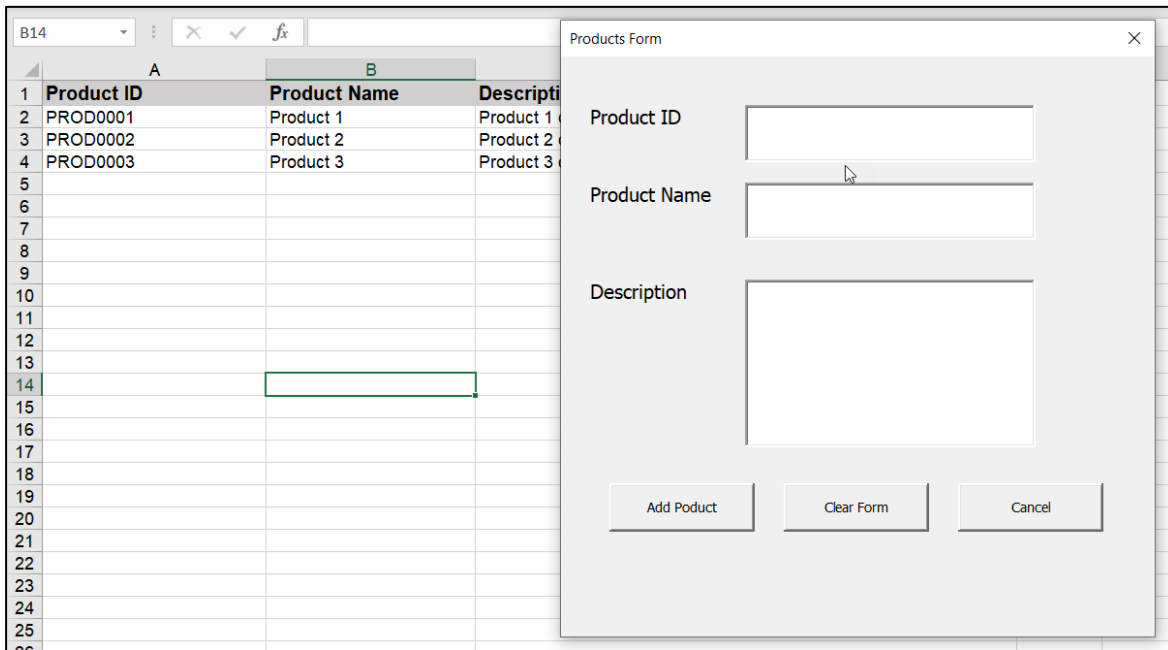 B14 fx
Products Form
A B
1 Product ID Product Name Descripti
2 PROD0001 Product 1 Product 1
3 PROD0002 Product 2 Product 2
4 PROD0003 Product 3 Product 3
5
6
7
8
9
10
11
12
13
14
15
16
17
18
19
20
21
22
23
24
25
Product ID
Product Name
Description
Add Poduct Clear Form Cancel